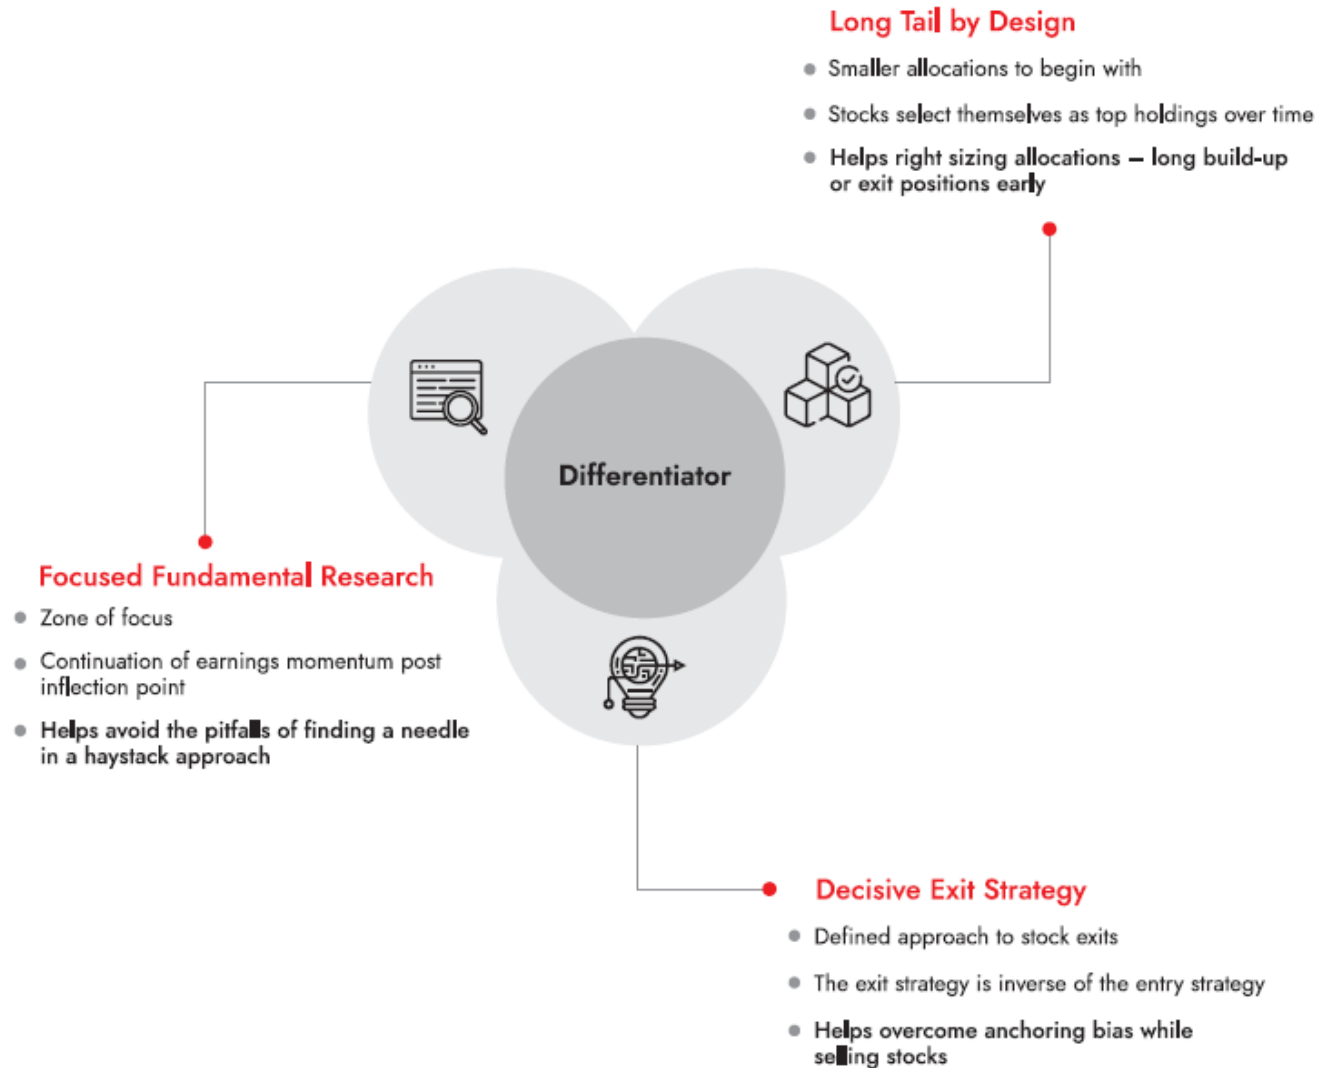 Long Tail by Design
Smaller allocations to begin with
Stocks select themselves as top holdings over time
Helps right sizing allocations – long build-up
or exit positions early
Differentiator
Focused Fundamental Research
Zone of focus
Continuation of earnings momentum post
inflection point
Helps avoid the pitfalls of finding a needle
in a haystack approach
Decisive Exit Strategy
Defined approach to stock exits
The exit strategy is inverse of the entry strategy
Helps overcome anchoring bias while
selling stocks